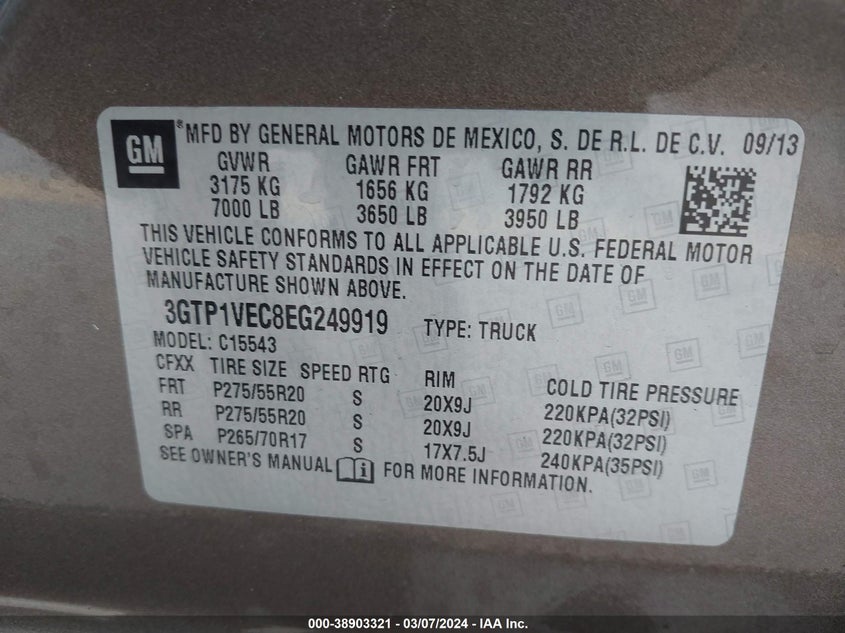 GM ® MFD BY GENERAL MOTORS DE MEXICO, S. DE R.L. DE C.V. 09/13
GVWR GAWR FRT GAWR RR
3175 KG 1656 KG 1792 KG
7000 LB 3650 LB 3950 LB
THIS VEHICLE CONFORMS TO ALL APPLICABLE U.S. FEDERAL MOTOR
VEHICLE SAFETY STANDARDS IN EFFECT ON THE DATE OF
MANUFACTURE SHOWN ABOVE.
3GTP1VEC8EG249919 TYPE: TRUCK
MODEL: C15543
CFXX TIRE SIZE SPEED RTG RIM COLD TIRE PRESSURE
FRT P275/55R20 S 20X9J 220KPA(32PSI)
RR P275/55R20 S 20X9J 220KPA(32PSI)
SPA P265/70R17 S 17X7.5J 240KPA(35PSI)
SEE OWNER'S MANUAL i FOR MORE INFORMATION.
000-38903321 - 03/07/2024 - IAA Inc.